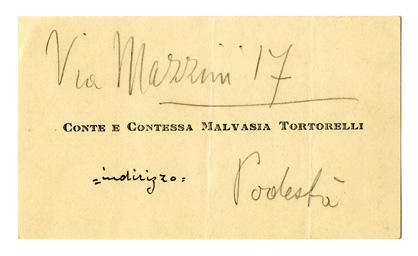 Via Mazzini 17
CONTE E CONTESSA MALVASIA TORTORELLI
=indirizzo=
Podestà